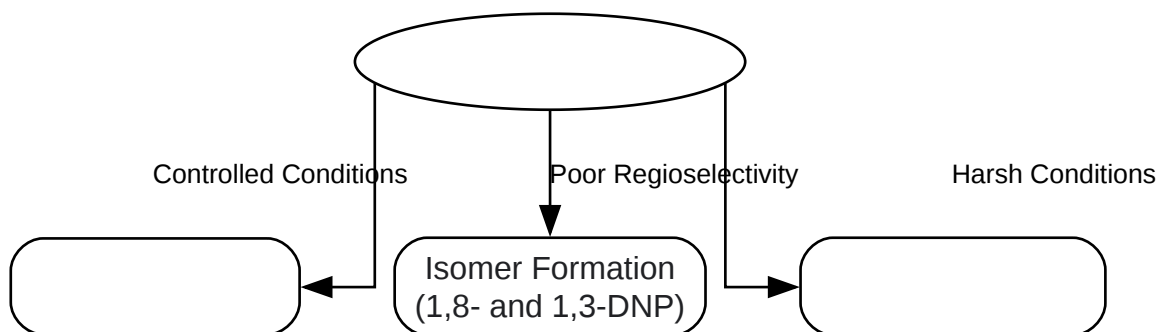 Controlled Conditions
Poor Regioselectivity
Harsh Conditions
Isomer Formation
(1,8- and 1,3-DNP)